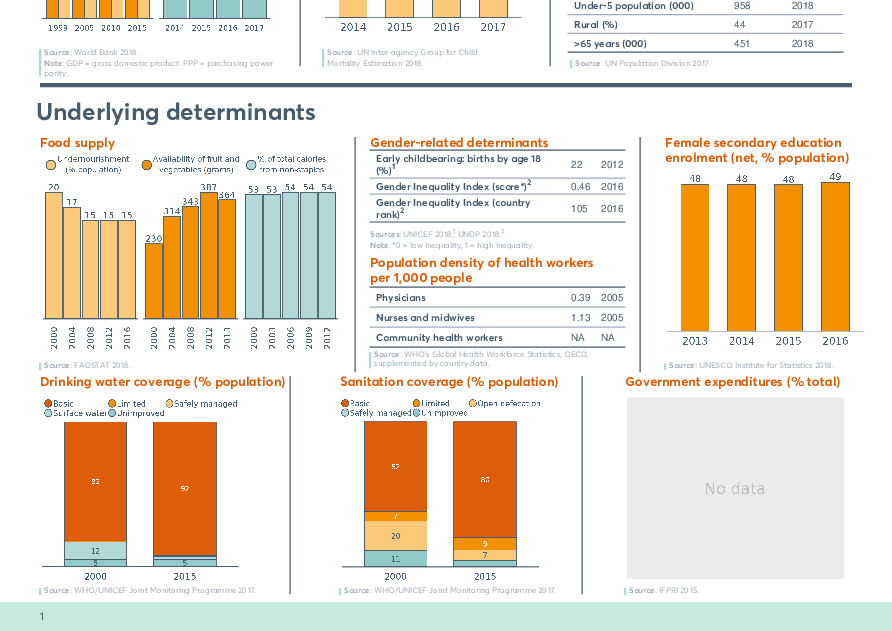 Under-5 population (000) 958 2018
Rural (%) 44 2017
>65 years (000) 451 2018
1999 2005 2010 2015
2014 2015 2016 2017
2014 2015 2016 2017
Source: World Bank 2018.
Note: GDP = gross domestic product. PPP = purchasing power
parity.
Source: UN Inter-agency Group for Child
Mortality Estimation 2018.
Source: UN Population Division 2017.
Underlying determinants
Food supply
Undernourishment
(% population)
Availability of fruit and
vegetables (grams)
% of total calories
from non-staples
20 17 15 15 15
230 314 343 387 364
53 53 54 54 54
2000 2004 2008 2012 2016
2000 2004 2008 2012 2013
2000 2003 2006 2009 2012
Source: FAOSTAT 2018.
Gender-related determinants
Early childbearing: births by age 18
(%)1 22 2012
Gender Inequality Index (score*)2 0.46 2016
Gender Inequality Index (country
rank)2 105 2016
Sources: UNICEF 2018,1 UNDP 2018.2
Note: *0 = low inequality, 1 = high inequality.
Population density of health workers
per 1,000 people
Physicians 0.39 2005
Nurses and midwives 1.13 2005
Community health workers NA NA
Source: WHO's Global Health Workforce Statistics, OECD,
supplemented by country data.
Female secondary education
enrolment (net, % population)
48 48 48 49
2013 2014 2015 2016
Source: UNESCO Institute for Statistics 2018.
Drinking water coverage (% population)
Basic Limited Safely managed
Surface water Unimproved
82 92
12
5 5
2000 2015
Source: WHO/UNICEF Joint Monitoring Programme 2017.
Sanitation coverage (% population)
Basic Limited Open defecation
Safely managed Unimproved
62 80
7 9
20 7
11
2000 2015
Source: WHO/UNICEF Joint Monitoring Programme 2017.
Government expenditures (% total)
No data
Source: IFPRI 2015.
1